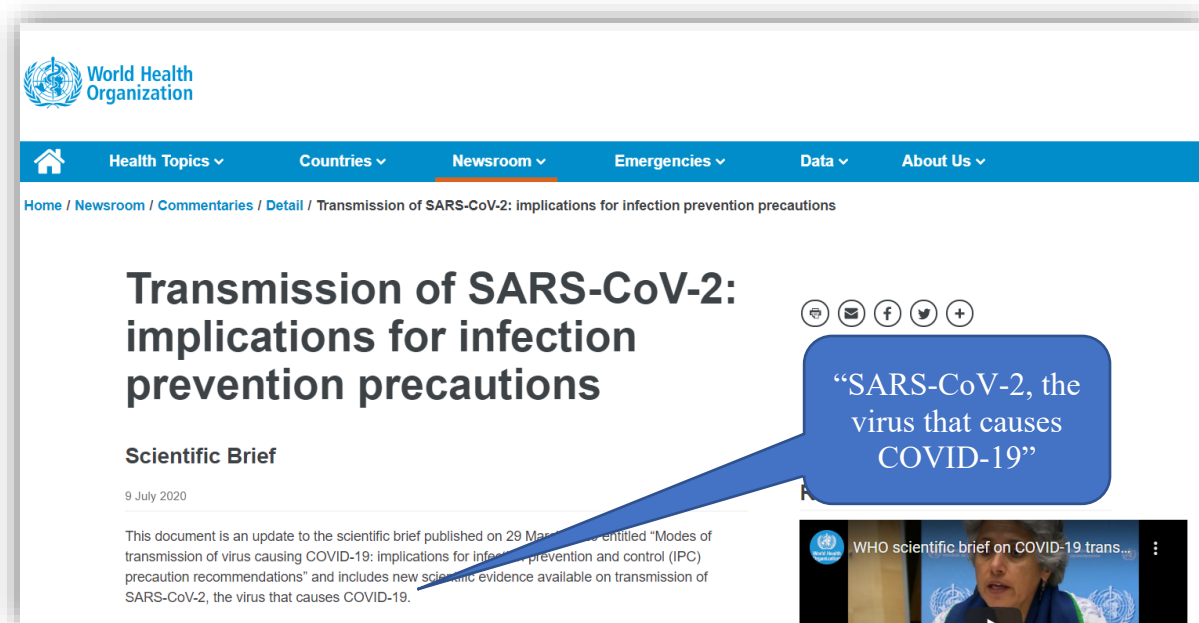 World Health
Organization
Health Topics
Countries
Newsroom
Emergencies
Data
About Us
Home / Newsroom / Commentaries / Detail / Transmission of SARS-CoV-2: implications for infection prevention precautions
Transmission of SARS-CoV-2:
implications for infection
prevention precautions
“SARS-CoV-2, the
virus that causes
COVID-19”
Scientific Brief
9 July 2020
This document is an update to the scientific brief published on 29 entitled “Modes of
transmission of virus causing COVID-19: implications for prevention and control (IPC)
precaution recommendations” and includes new scientific evidence available on transmission of
SARS-CoV-2, the virus that causes COVID-19.
WHO scientific brief on COVID-19 trans...